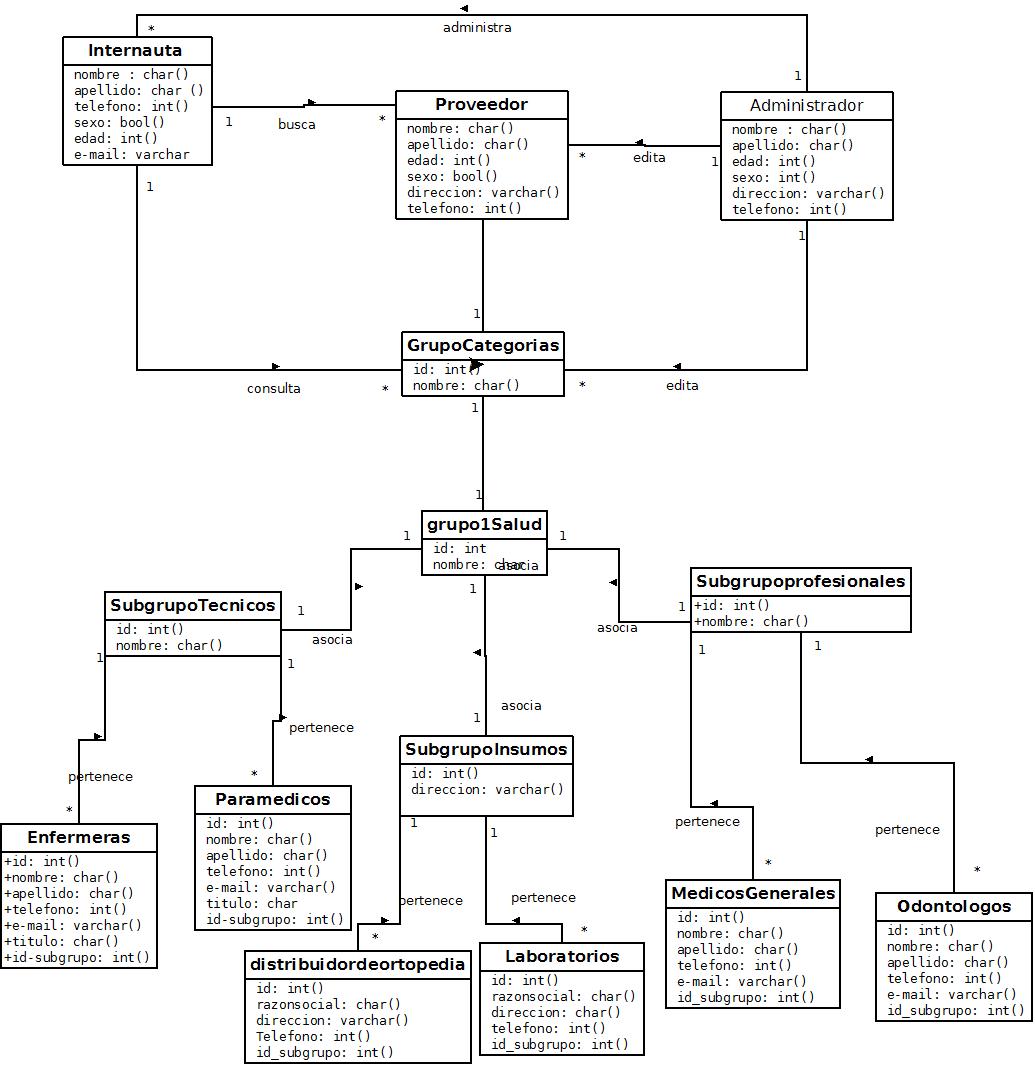 administra
*
1
Internauta
nombre : char()
apellido: char ()
telefono: int()
sexo: bool()
edad: int()
e-mail: varchar
1
busca
*
Proveedor
nombre: char()
apellido: char()
edad: int()
sexo: bool()
direccion: varchar()
telefono: int()
*
edita
1
Administrador
nombre : char()
apellido: char()
edad: int()
sexo: int()
direccion: varchar()
telefono: int()
1
1
1
GrupoCategorias
id: int()
nombre: char()
consulta
*
*
edita
1
1
grupo1Salud
id: int
nombre: char
asocia
1
1
1
SubgrupoTecnicos
id: int()
nombre: char()
1
asocia
1
1
Subgrupoprofesionales
+id: int()
+nombre: char()
1
asocia
1
1
asocia
1
SubgrupoInsumos
id: int()
direccion: varchar()
1
1
pertenece
*
pertenece
*
Enfermeras
+id: int()
+nombre: char()
+apellido: char()
+telefono: int()
+e-mail: varchar()
+titulo: char()
+id-subgrupo: int()
Paramedicos
id: int()
nombre: char()
apellido: char()
telefono: int()
e-mail: varchar()
titulo: char
id-subgrupo: int()
pertenece
*
pertenece
*
distribuidordeortopedia
id: int()
razonsocial: char()
direccion: varchar()
Telefono: int()
id_subgrupo: int()
Laboratorios
id: int()
razonsocial: char()
direccion: char()
telefono: int()
id_subgrupo: int()
pertenece
*
pertenece
*
MedicosGenerales
id: int()
nombre: char()
apellido: char()
telefono: int()
e-mail: varchar()
id_subgrupo: int()
Odontologos
id: int()
nombre: char()
apellido: char()
telefono: int()
e-mail: varchar()
id_subgrupo: int()